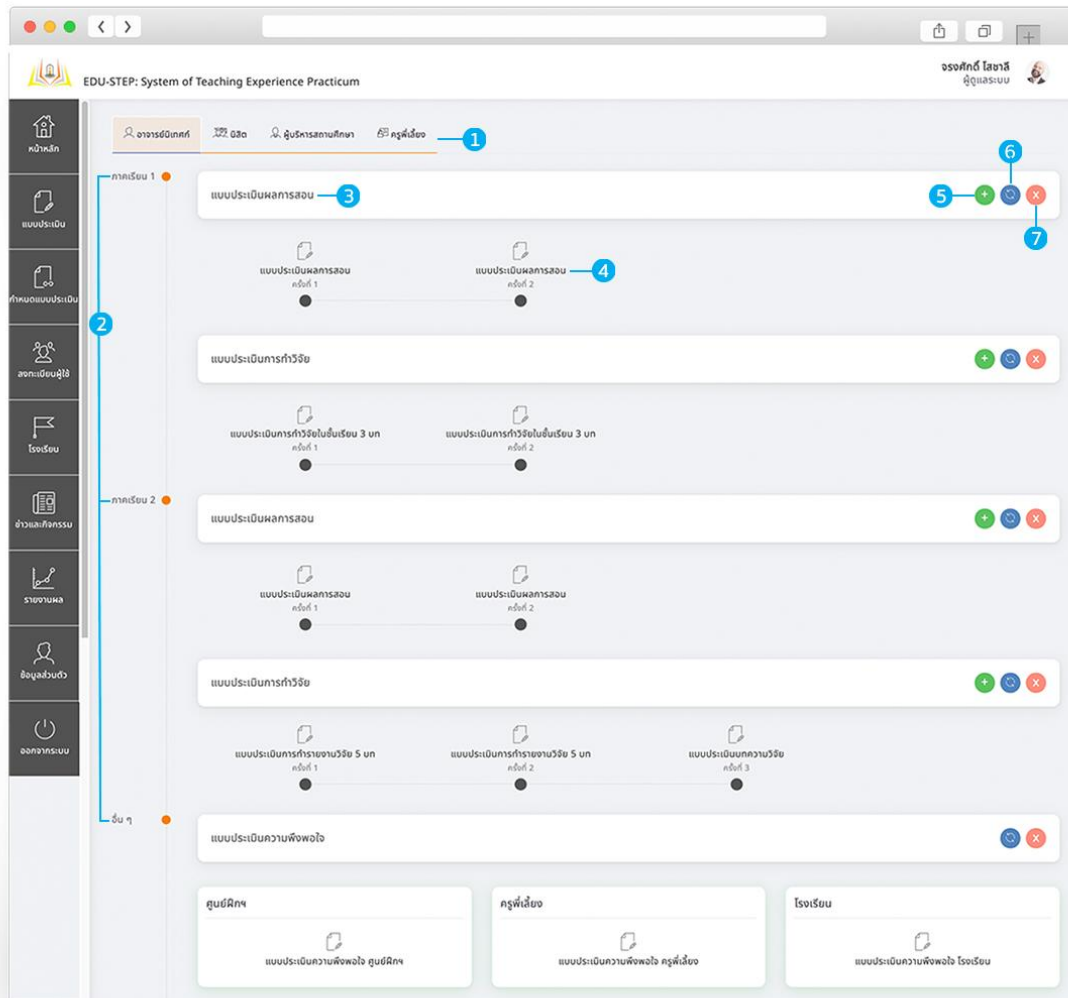 EDU-STEP: System of Teaching Experience Practicum
จรงศักดิ์ โสชาลี
ผู้ดูแลระบบ
หน้าหลัก
แบบประเมิน
กำหนดแบบประเมิน
ลงทะเบียนผู้ใช้
โรงเรียน
ข่าวและกิจกรรม
รายงานผล
ข้อมูลส่วนตัว
ออกจากระบบ
อาจารย์นิเทศก์ นิสิต ผู้บริหารสถานศึกษา ครูพี่เลี้ยง 1
2
ภาคเรียน 1
แบบประเมินผลการสอน 3 5 + 6 x 7
แบบประเมินผลการสอน แบบประเมินผลการสอน 4
ครั้งที่ 1 ครั้งที่ 2
แบบประเมินการทำวิจัย + x
แบบประเมินการทำวิจัยในชั้นเรียน 3 บท แบบประเมินการทำวิจัยในชั้นเรียน 3 บท
ครั้งที่ 1 ครั้งที่ 2
ภาคเรียน 2
แบบประเมินผลการสอน + x
แบบประเมินผลการสอน แบบประเมินผลการสอน
ครั้งที่ 1 ครั้งที่ 2
แบบประเมินการทำวิจัย + x
แบบประเมินการทำรายงานวิจัย 5 บท แบบประเมินการทำรายงานวิจัย 5 บท แบบประเมินบทความวิจัย
ครั้งที่ 1 ครั้งที่ 2 ครั้งที่ 3
อื่น ๆ
แบบประเมินความพึงพอใจ x
ศูนย์ฝึกฯ ครูพี่เลี้ยง โรงเรียน
แบบประเมินความพึงพอใจ ศูนย์ฝึกฯ แบบประเมินความพึงพอใจ ครูพี่เลี้ยง แบบประเมินความพึงพอใจ โรงเรียน